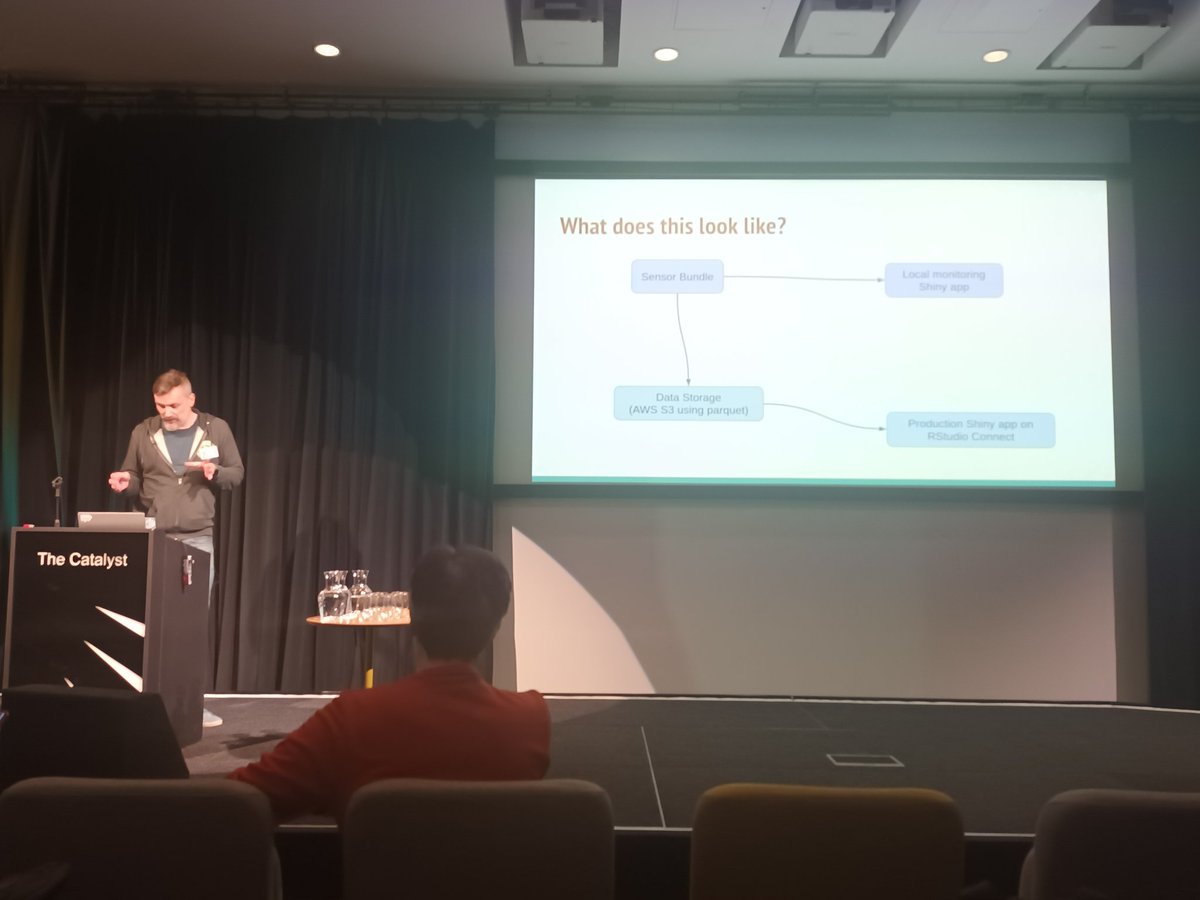 What does this look like?
Sensor Bundle
Local monitoring
Shiny app
Data Storage
(AWS S3 using parquet)
Production Shiny app on
RStudio Connect
The Catalyst